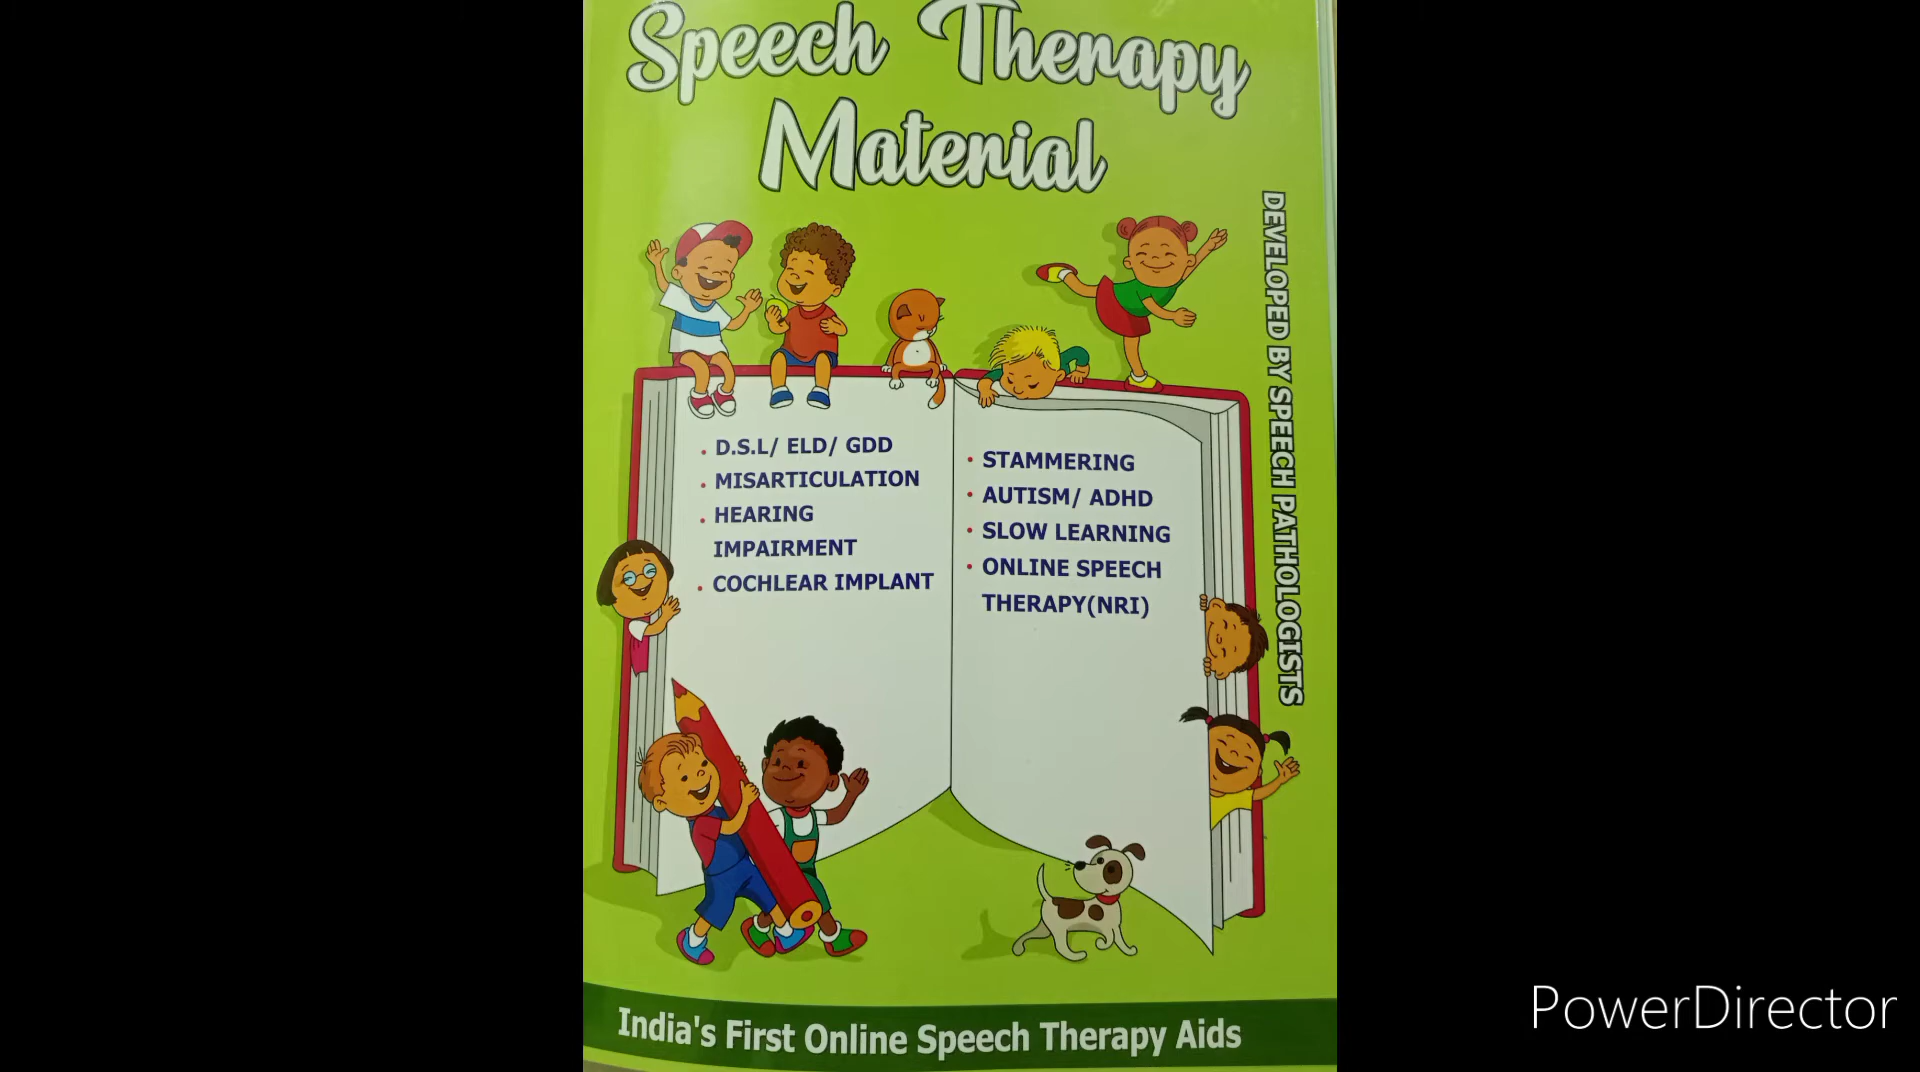 Speech Therapy
Material
DEVELOPED BY SPEECH PATHOLOGISTS
. D.S.L/ ELD/ GDD
. MISARTICULATION
. HEARING
IMPAIRMENT
. COCHLEAR IMPLANT
• STAMMERING
• AUTISM/ ADHD
• SLOW LEARNING
• ONLINE SPEECH
THERAPY(NRI)
India's First Online Speech Therapy Aids
PowerDirector